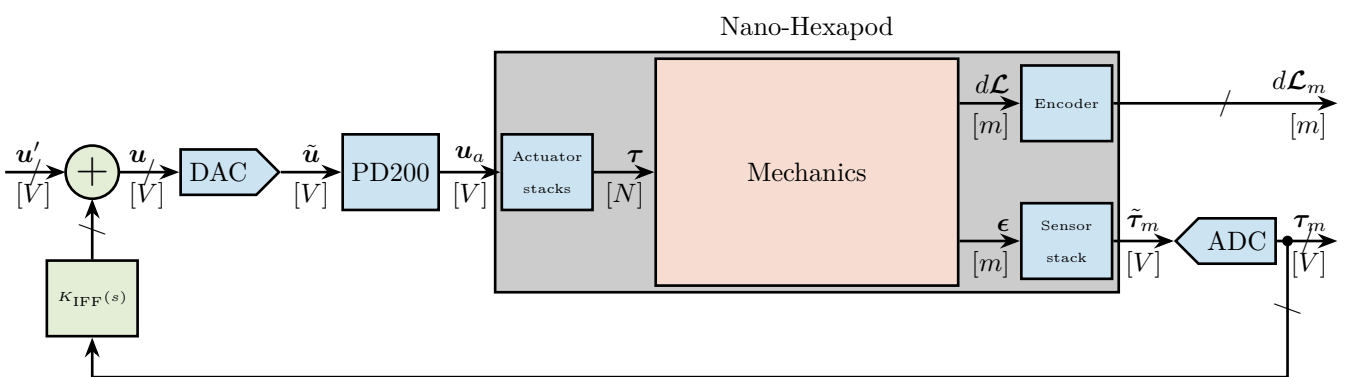 Nano-Hexapod
u′
[V]
+
u
[V]
DAC
ũ
[V]
PD200
u_a
[V]
Actuator
stacks
τ
[N]
Mechanics
d𝓛
[m]
Encoder
d𝓛_m
[m]
ϵ
[m]
Sensor
stack
τ̃_m
[V]
ADC
τ_m
[V]
K_IFF(s)